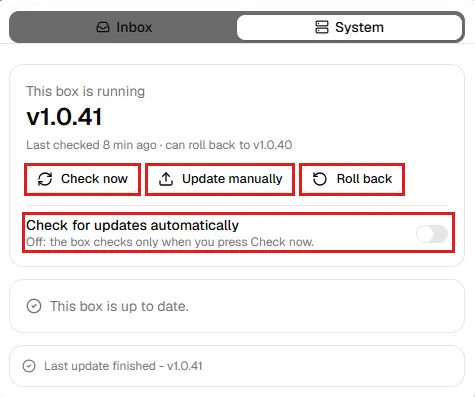 Inbox
System
This box is running
v1.0.41
Last checked 8 min ago · can roll back to v1.0.40
Check now
Update manually
Roll back
Check for updates automatically
Off: the box checks only when you press Check now.
This box is up to date.
Last update finished - v1.0.41